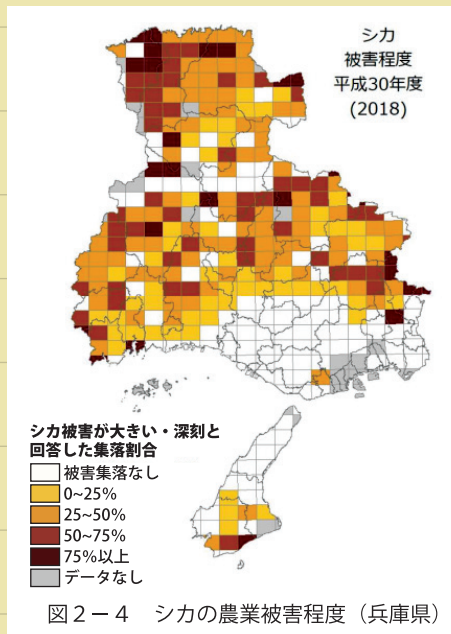 シカ
被害程度
平成30年度
(2018)
シカ被害が大きい・深刻と
回答した集落割合
被害集落なし
0~25%
25~50%
50~75%
75%以上
データなし
図2－4　シカの農業被害程度（兵庫県）